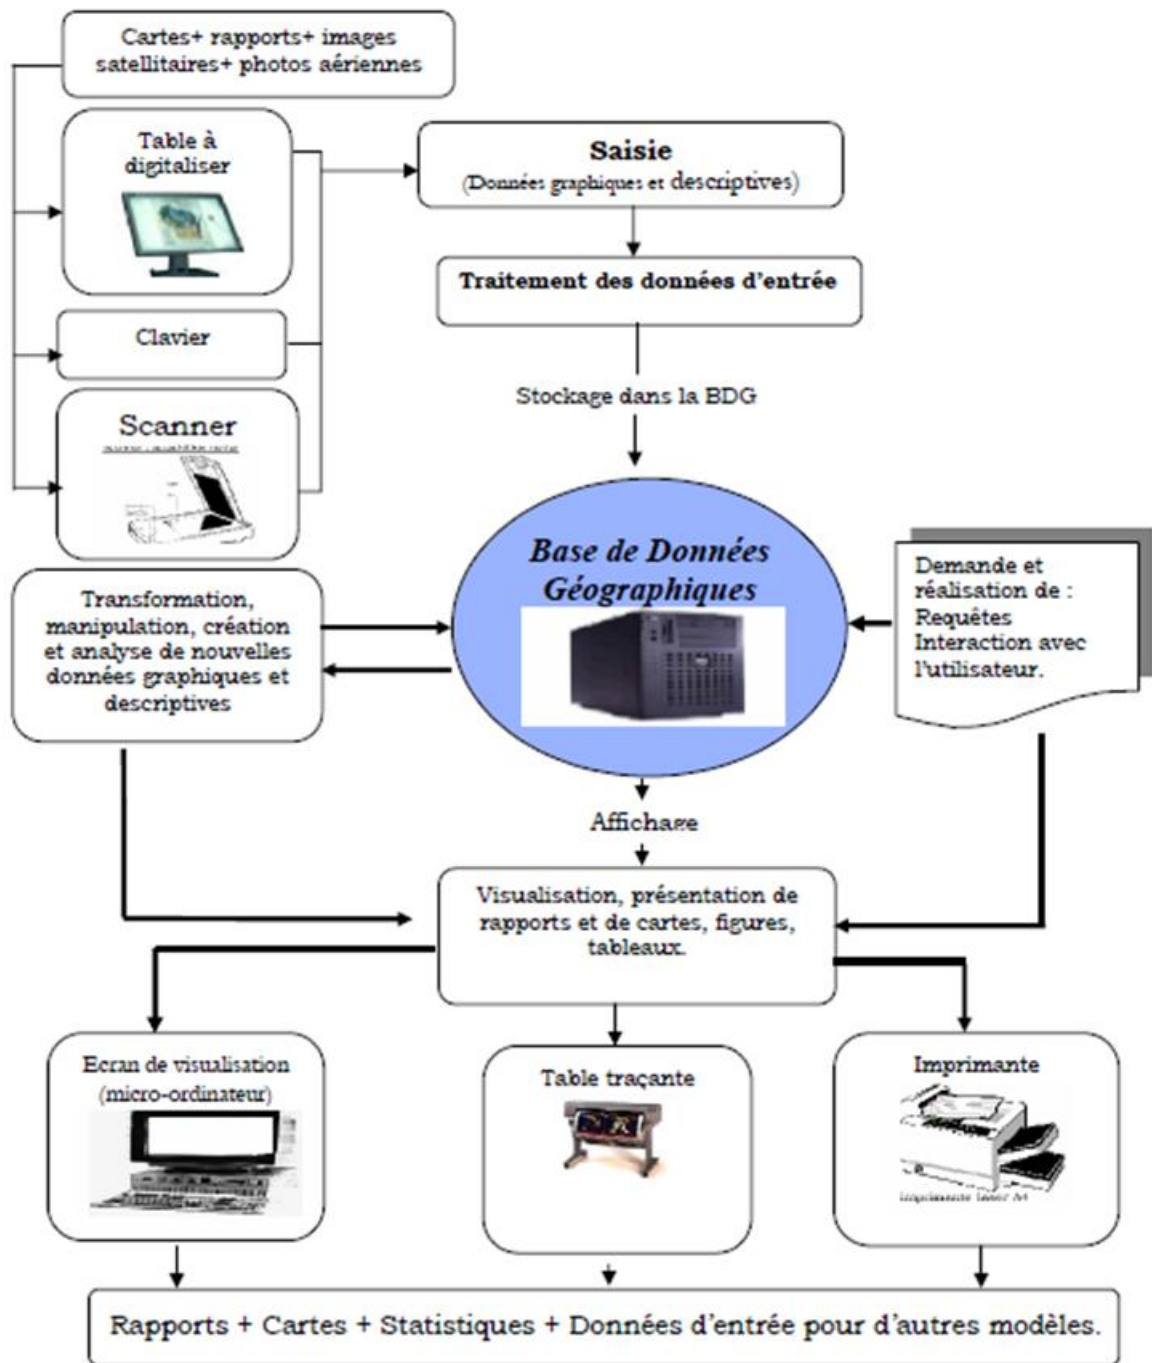 Cartes+ rapports+ images
satellitaires+ photos aériennes
Table à
digitaliser
Saisie
(Données graphiques et descriptives)
Traitement des données d'entrée
Clavier
Stockage dans la BDG
Scanner
Base de Données
Géographiques
Demande et
réalisation de :
Requêtes
Interaction avec
l'utilisateur.
Transformation,
manipulation, création
et analyse de nouvelles
données graphiques et
descriptives
Affichage
Visualisation, présentation de
rapports et de cartes, figures,
tableaux.
Ecran de visualisation
(micro-ordinateur)
Table traçante
Imprimante
imprimante laser A4
Rapports + Cartes + Statistiques + Données d'entrée pour d'autres modèles.